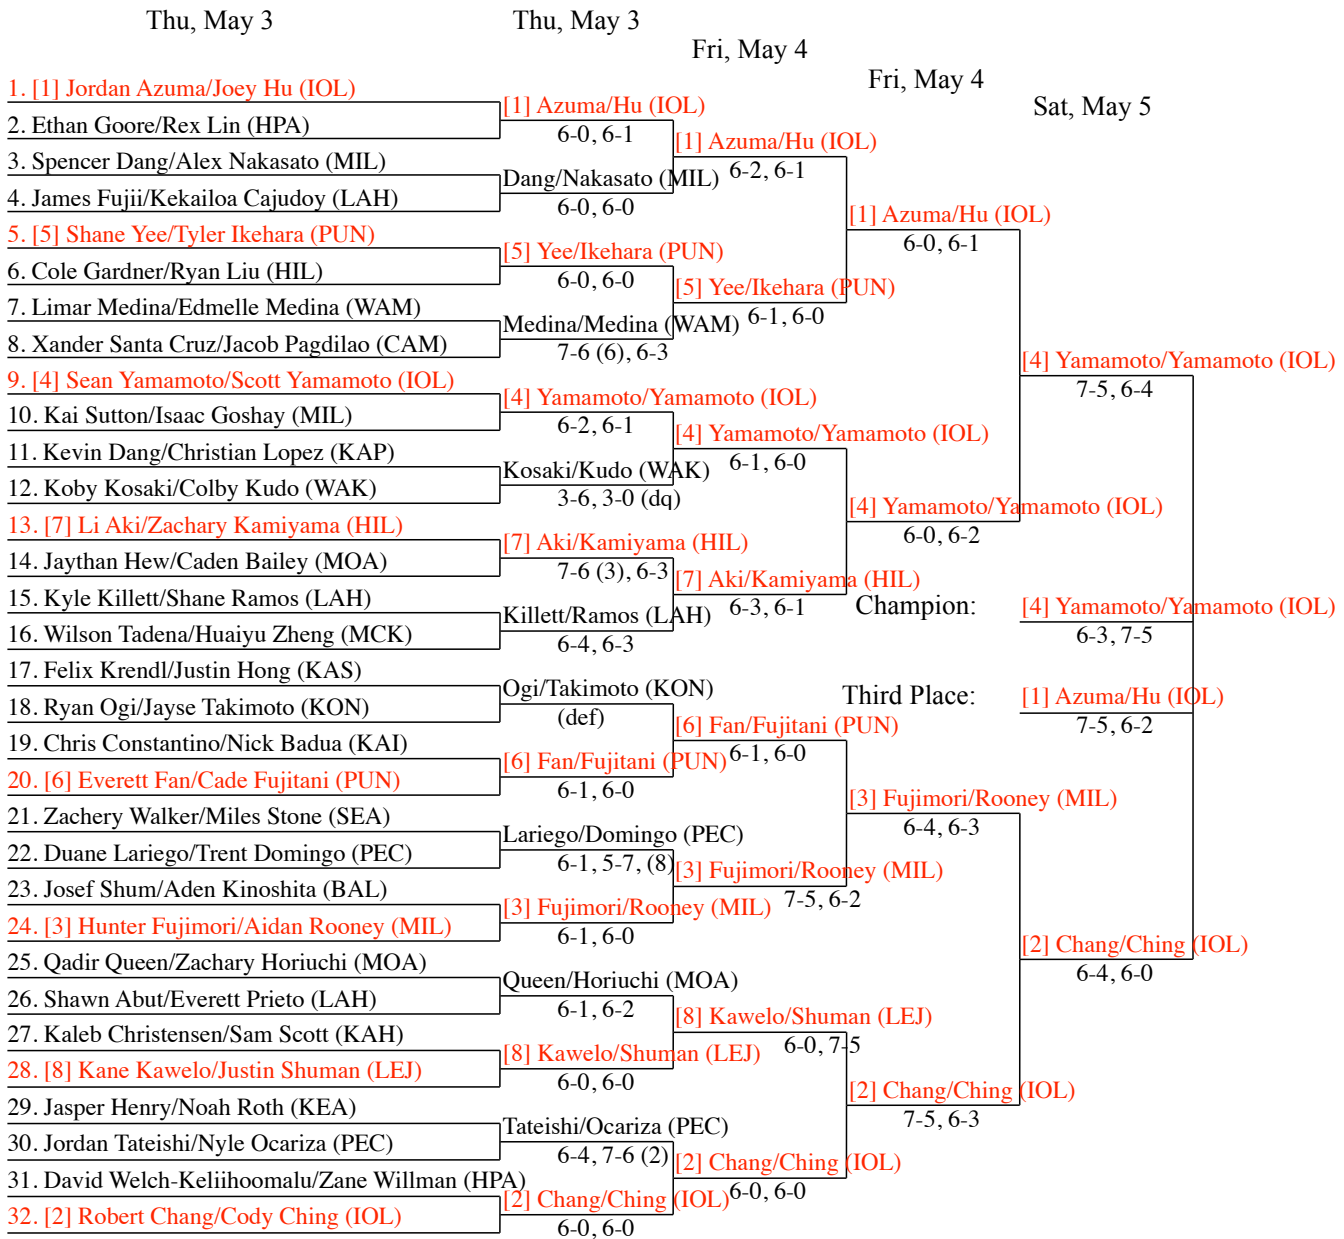 Thu, May 3
Thu, May 3
Fri, May 4
Fri, May 4
Sat, May 5
1. [1] Jordan Azuma/Joey Hu (IOL)
2. Ethan Goore/Rex Lin (HPA)
3. Spencer Dang/Alex Nakasato (MIL)
4. James Fujii/Kekailoa Cajudoy (LAH)
5. [5] Shane Yee/Tyler Ikehara (PUN)
6. Cole Gardner/Ryan Liu (HIL)
7. Limar Medina/Edmelle Medina (WAM)
8. Xander Santa Cruz/Jacob Pagdilao (CAM)
9. [4] Sean Yamamoto/Scott Yamamoto (IOL)
10. Kai Sutton/Isaac Goshay (MIL)
11. Kevin Dang/Christian Lopez (KAP)
12. Koby Kosaki/Colby Kudo (WAK)
13. [7] Li Aki/Zachary Kamiyama (HIL)
14. Jaythan Hew/Caden Bailey (MOA)
15. Kyle Killett/Shane Ramos (LAH)
16. Wilson Tadena/Huaiyu Zheng (MCK)
17. Felix Krendl/Justin Hong (KAS)
18. Ryan Ogi/Jayse Takimoto (KON)
19. Chris Constantino/Nick Badua (KAI)
20. [6] Everett Fan/Cade Fujitani (PUN)
21. Zachery Walker/Miles Stone (SEA)
22. Duane Lariego/Trent Domingo (PEC)
23. Josef Shum/Aden Kinoshita (BAL)
24. [3] Hunter Fujimori/Aidan Rooney (MIL)
25. Qadir Queen/Zachary Horiuchi (MOA)
26. Shawn Abut/Everett Prieto (LAH)
27. Kaleb Christensen/Sam Scott (KAH)
28. [8] Kane Kawelo/Justin Shuman (LEJ)
29. Jasper Henry/Noah Roth (KEA)
30. Jordan Tateishi/Nyle Ocariza (PEC)
31. David Welch-Keliihoomalu/Zane Willman (HPA)
32. [2] Robert Chang/Cody Ching (IOL)
[1] Azuma/Hu (IOL)
6-0, 6-1
Dang/Nakasato (MIL)
6-0, 6-0
[5] Yee/Ikehara (PUN)
6-0, 6-0
Medina/Medina (WAM)
7-6 (6), 6-3
[4] Yamamoto/Yamamoto (IOL)
6-2, 6-1
Kosaki/Kudo (WAK)
3-6, 3-0 (dq)
[7] Aki/Kamiyama (HIL)
7-6 (3), 6-3
Killett/Ramos (LAH)
6-4, 6-3
Ogi/Takimoto (KON)
(def)
[6] Fan/Fujitani (PUN)
6-1, 6-0
Lariego/Domingo (PEC)
6-1, 5-7, (8)
[3] Fujimori/Rooney (MIL)
6-1, 6-0
Queen/Horiuchi (MOA)
6-1, 6-2
[8] Kawelo/Shuman (LEJ)
6-0, 6-0
Tateishi/Ocariza (PEC)
6-4, 7-6 (2)
[2] Chang/Ching (IOL)
6-0, 6-0
[1] Azuma/Hu (IOL)
6-2, 6-1
[5] Yee/Ikehara (PUN)
6-1, 6-0
[4] Yamamoto/Yamamoto (IOL)
6-1, 6-0
[7] Aki/Kamiyama (HIL)
6-3, 6-1
[6] Fan/Fujitani (PUN)
6-1, 6-0
[3] Fujimori/Rooney (MIL)
7-5, 6-2
[8] Kawelo/Shuman (LEJ)
6-0, 7-5
[2] Chang/Ching (IOL)
6-0, 6-0
[1] Azuma/Hu (IOL)
6-0, 6-1
[4] Yamamoto/Yamamoto (IOL)
6-0, 6-2
[3] Fujimori/Rooney (MIL)
6-4, 6-3
[2] Chang/Ching (IOL)
7-5, 6-3
[4] Yamamoto/Yamamoto (IOL)
7-5, 6-4
Champion: [4] Yamamoto/Yamamoto (IOL)
6-3, 7-5
Third Place: [1] Azuma/Hu (IOL)
7-5, 6-2
[2] Chang/Ching (IOL)
6-4, 6-0